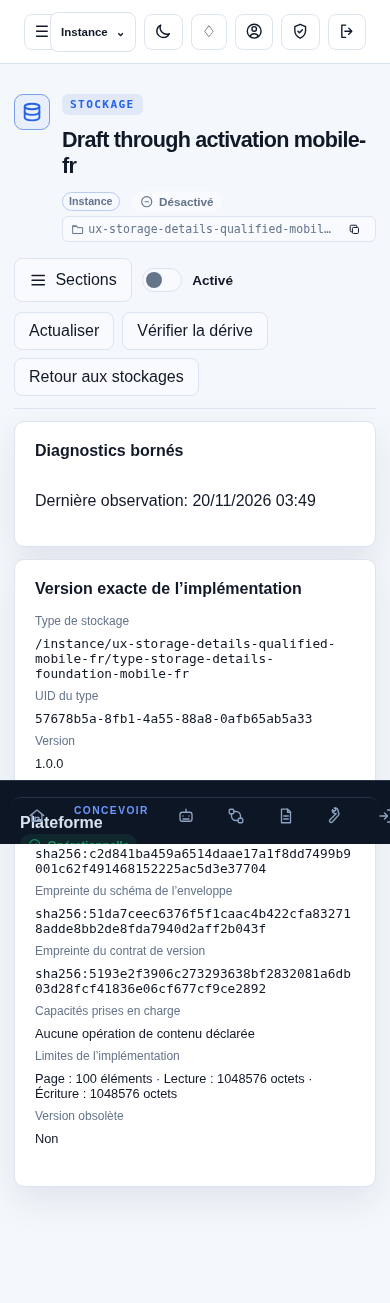 Instance
STOCKAGE
Draft through activation mobile-
fr
Instance
Désactivé
ux-storage-details-qualified-mobil…
Sections
Activé
Actualiser
Vérifier la dérive
Retour aux stockages
Diagnostics bornés
Dernière observation: 20/11/2026 03:49
Version exacte de l’implémentation
Type de stockage
/instance/ux-storage-details-qualified-
mobile-fr/type-storage-details-
foundation-mobile-fr
UID du type
57678b5a-8fb1-4a55-88a8-0afb65ab5a33
Version
1.0.0
CONCEVOIR
Plateforme
Opérationnelle
sha256:c2d841ba459a6514daae17a1f8dd7499b9
001c62f491468152225ac5d3e37704
Empreinte du schéma de l’enveloppe
sha256:51da7ceec6376f5f1caac4b422cfa83271
8adde8bb2de8fda7940d2aff2b043f
Empreinte du contrat de version
sha256:5193e2f3906c273293638bf2832081a6db
03d28fcf41836e06cf677cf9ce2892
Capacités prises en charge
Aucune opération de contenu déclarée
Limites de l’implémentation
Page : 100 éléments · Lecture : 1048576 octets ·
Écriture : 1048576 octets
Version obsolète
Non